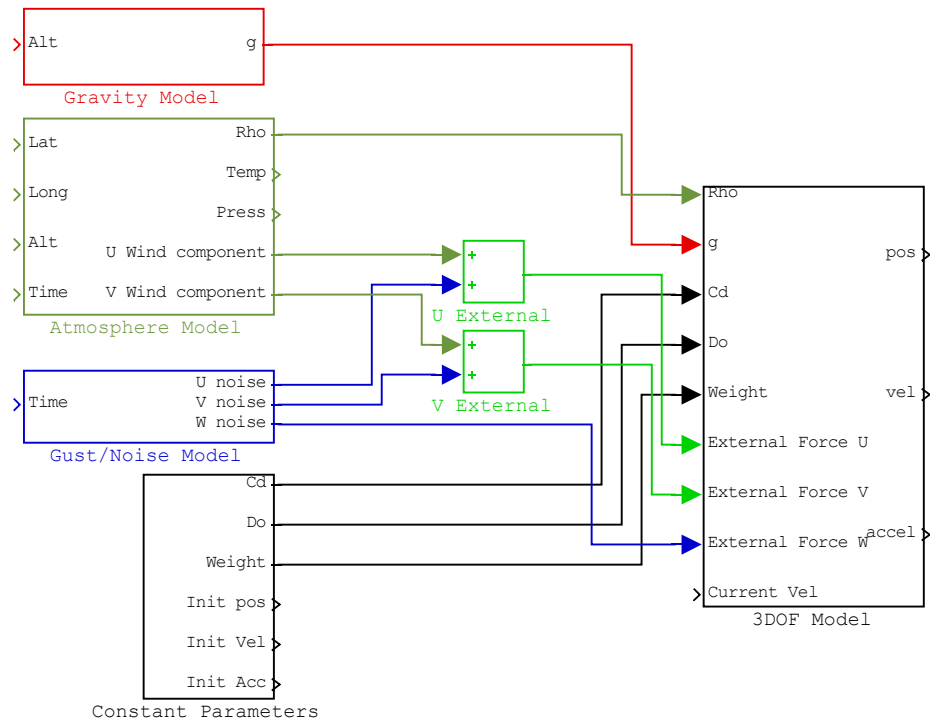 Alt
g
Gravity Model
Lat
Long
Alt
Time
Rho
Temp
Press
U Wind component
V Wind component
Atmosphere Model
Time
U noise
V noise
W noise
Gust/Noise Model
Cd
Do
Weight
Init pos
Init Vel
Init Acc
Constant Parameters
+
+
U External
+
+
V External
Rho
g
Cd
Do
Weight
External Force U
External Force V
External Force W
Current Vel
pos
vel
accel
3DOF Model